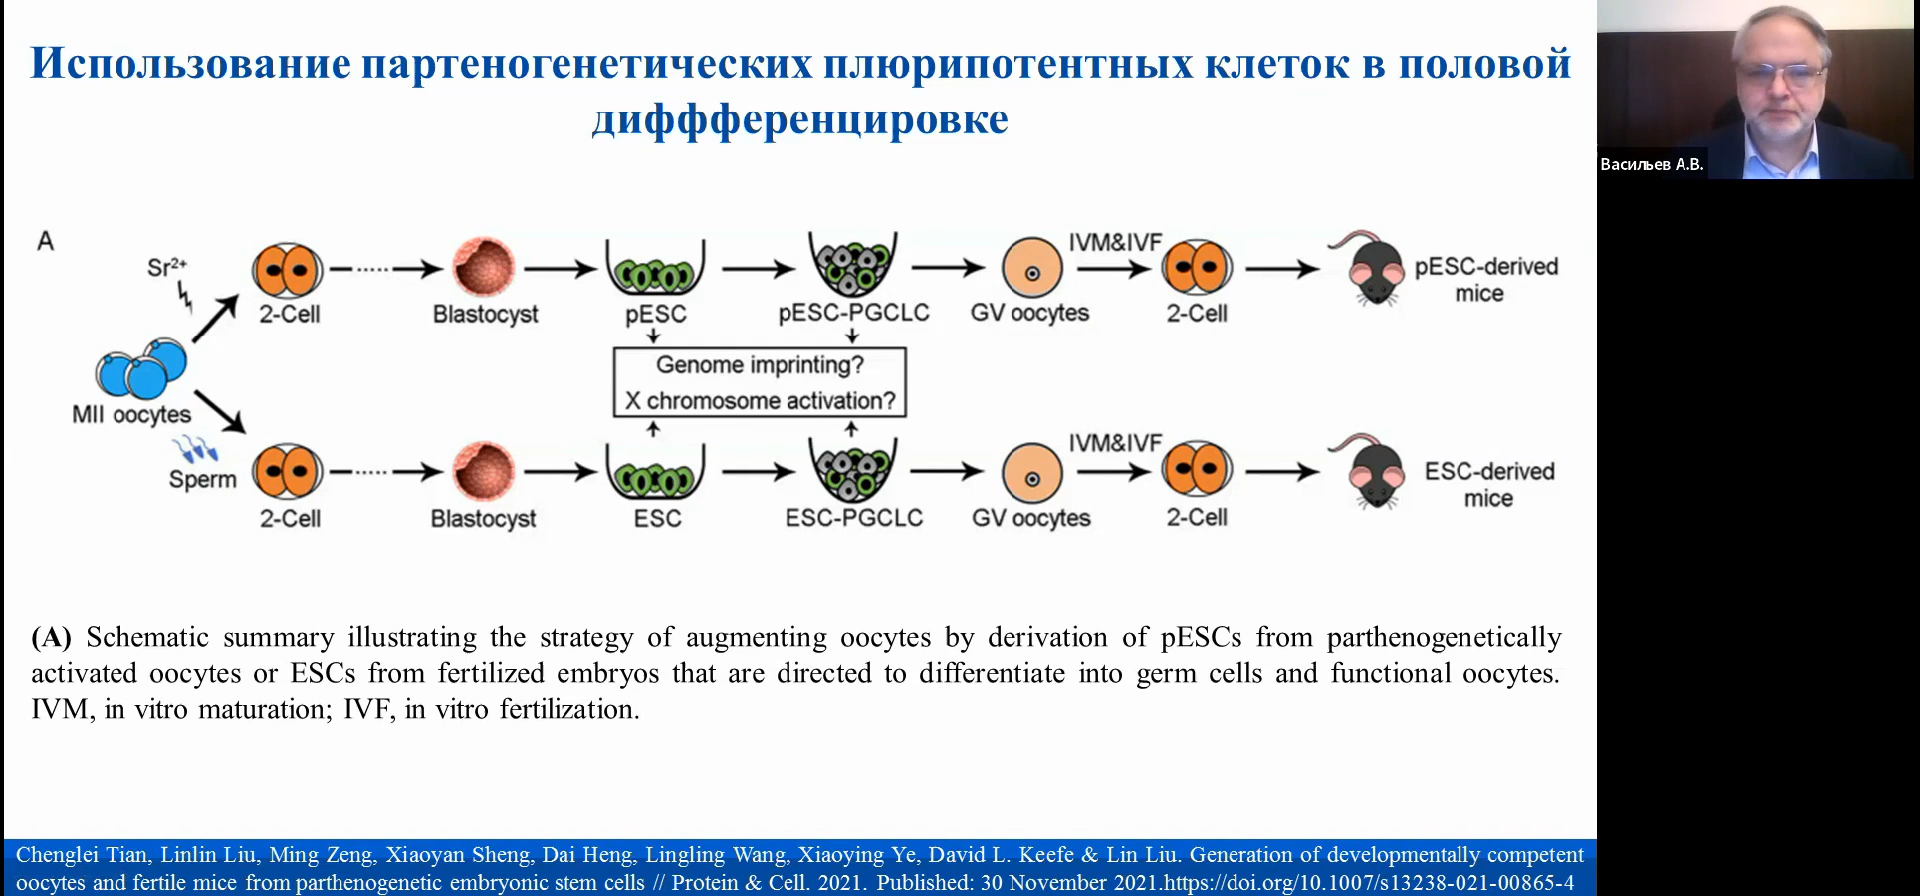 Использование партеногенетических плюрипотентных клеток в половой
диффференцировке
Васильев А.В.
A
Sr²⁺
2-Cell
Blastocyst
pESC
pESC-PGCLC
GV oocytes
IVM&IVF
2-Cell
pESC-derived
mice
MII oocytes
Genome imprinting?
X chromosome activation?
Sperm
2-Cell
Blastocyst
ESC
ESC-PGCLC
GV oocytes
IVM&IVF
2-Cell
ESC-derived
mice
(A) Schematic summary illustrating the strategy of augmenting oocytes by derivation of pESCs from parthenogenetically
activated oocytes or ESCs from fertilized embryos that are directed to differentiate into germ cells and functional oocytes.
IVM, in vitro maturation; IVF, in vitro fertilization.
Chenglei Tian, Linlin Liu, Ming Zeng, Xiaoyan Sheng, Dai Heng, Lingling Wang, Xiaoying Ye, David L. Keefe & Lin Liu. Generation of developmentally competent
oocytes and fertile mice from parthenogenetic embryonic stem cells // Protein & Cell. 2021. Published: 30 November 2021.https://doi.org/10.1007/s13238-021-00865-4